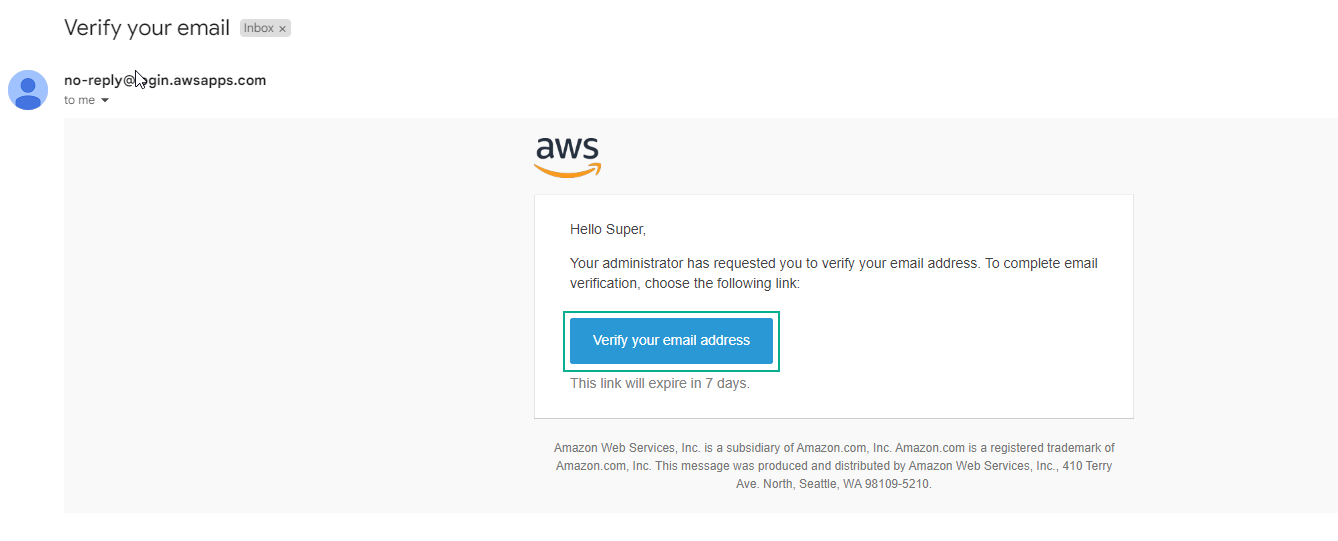 Verify your email Inbox ×
no-reply@login.awsapps.com
to me
aws
Hello Super,
Your administrator has requested you to verify your email address. To complete email
verification, choose the following link:
Verify your email address
This link will expire in 7 days.
Amazon Web Services, Inc. is a subsidiary of Amazon.com, Inc. Amazon.com is a registered trademark of
Amazon.com, Inc. This message was produced and distributed by Amazon Web Services, Inc., 410 Terry
Ave. North, Seattle, WA 98109-5210.